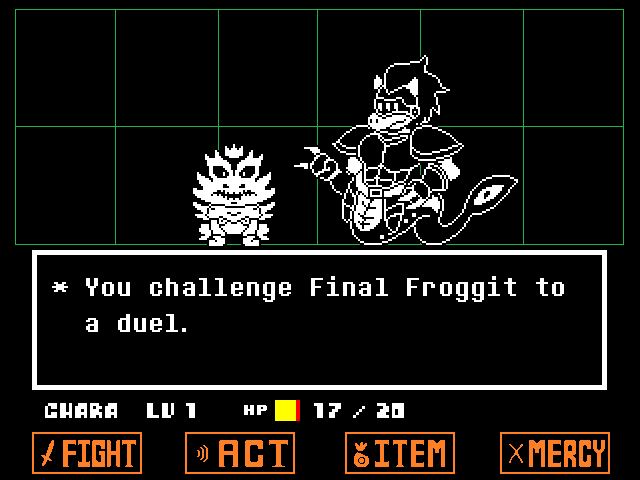 * You challenge Final Froggit to
a duel.
CHARA LV 1 HP 17 / 20
FIGHT ACT ITEM MERCY